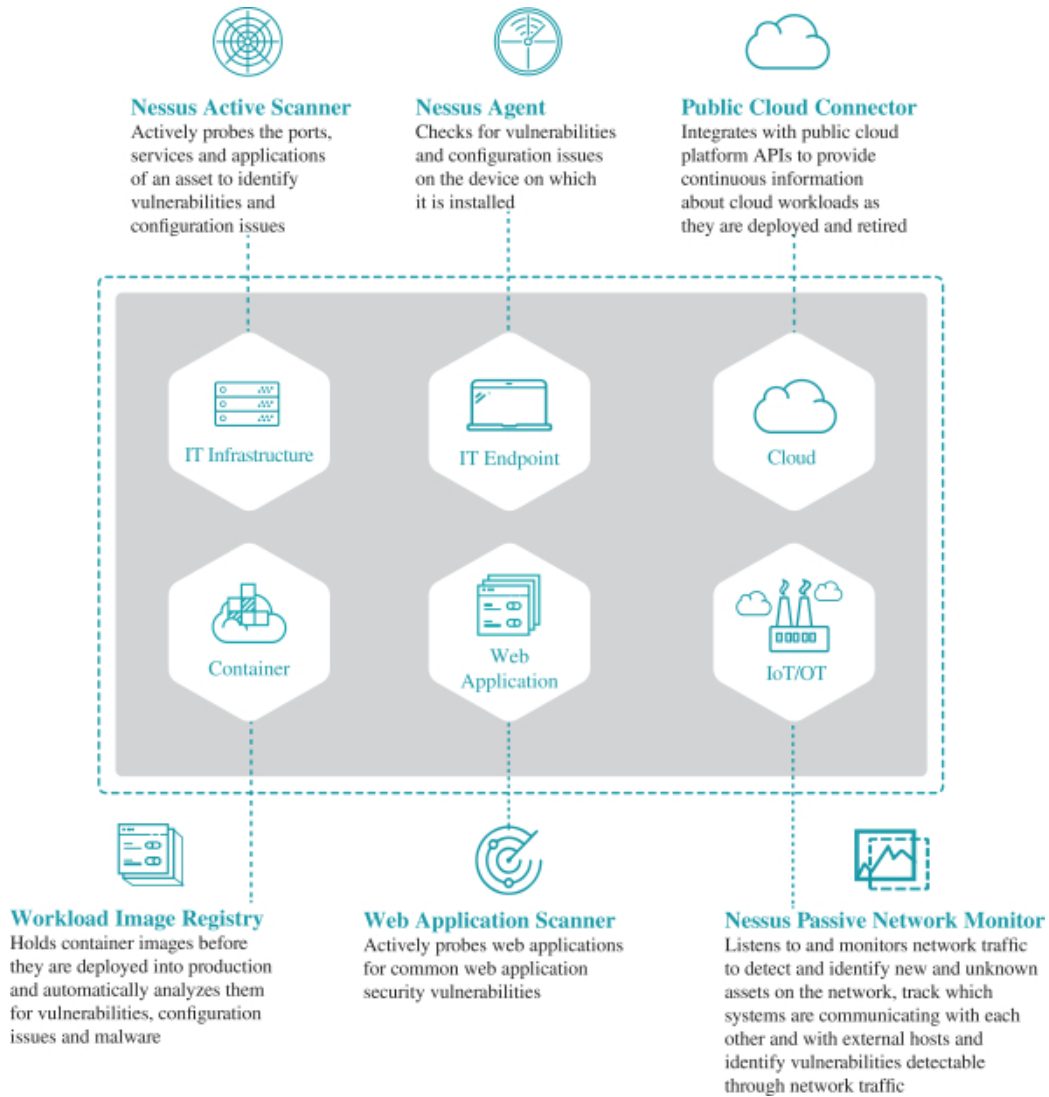 Nessus Active Scanner
Actively probes the ports,
services and applications
of an asset to identify
vulnerabilities and
configuration issues
Nessus Agent
Checks for vulnerabilities
and configuration issues
on the device on which
it is installed
Public Cloud Connector
Integrates with public cloud
platform APIs to provide
continuous information
about cloud workloads as
they are deployed and retired
IT Infrastructure
IT Endpoint
Cloud
Container
Web
Application
IoT/OT
Workload Image Registry
Holds container images before
they are deployed into production
and automatically analyzes them
for vulnerabilities, configuration
issues and malware
Web Application Scanner
Actively probes web applications
for common web application
security vulnerabilities
Nessus Passive Network Monitor
Listens to and monitors network traffic
to detect and identify new and unknown
assets on the network, track which
systems are communicating with each
other and with external hosts and
identify vulnerabilities detectable
through network traffic